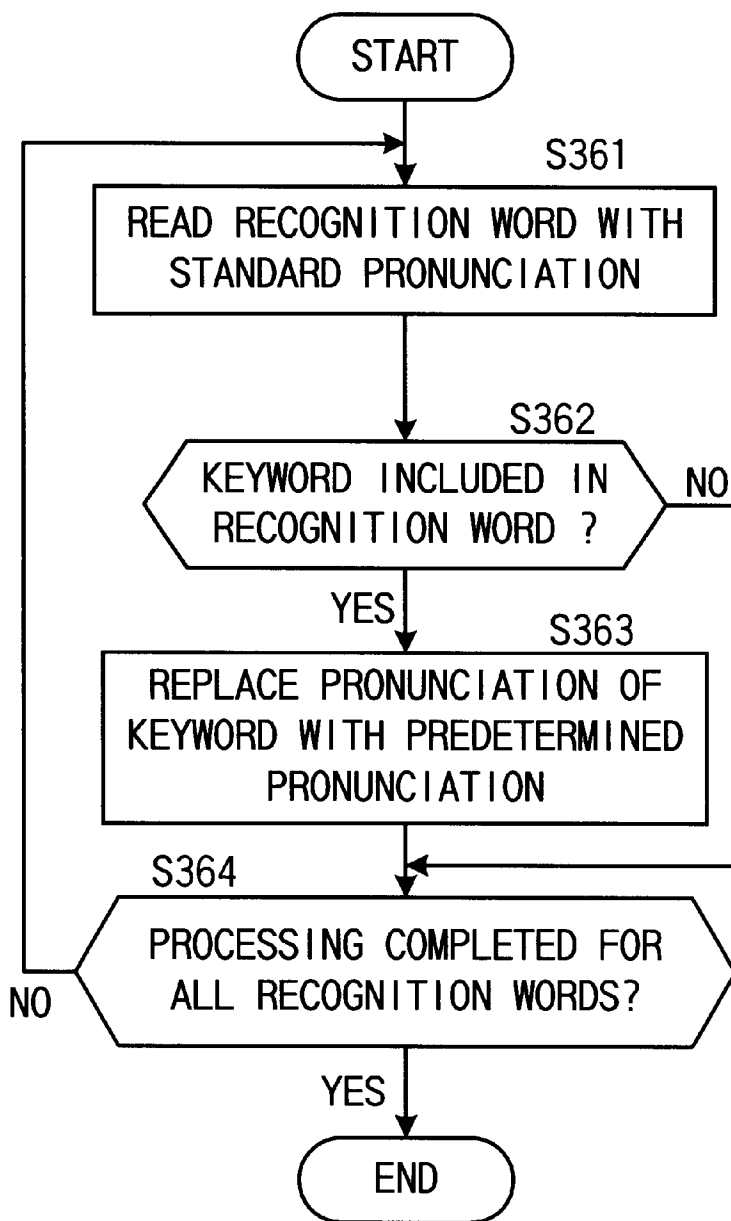 START
S361
READ RECOGNITION WORD WITH
STANDARD PRONUNCIATION
S362
KEYWORD INCLUDED IN
RECOGNITION WORD ?
NO
YES
S363
REPLACE PRONUNCIATION OF
KEYWORD WITH PREDETERMINED
PRONUNCIATION
S364
PROCESSING COMPLETED FOR
ALL RECOGNITION WORDS?
NO
YES
END